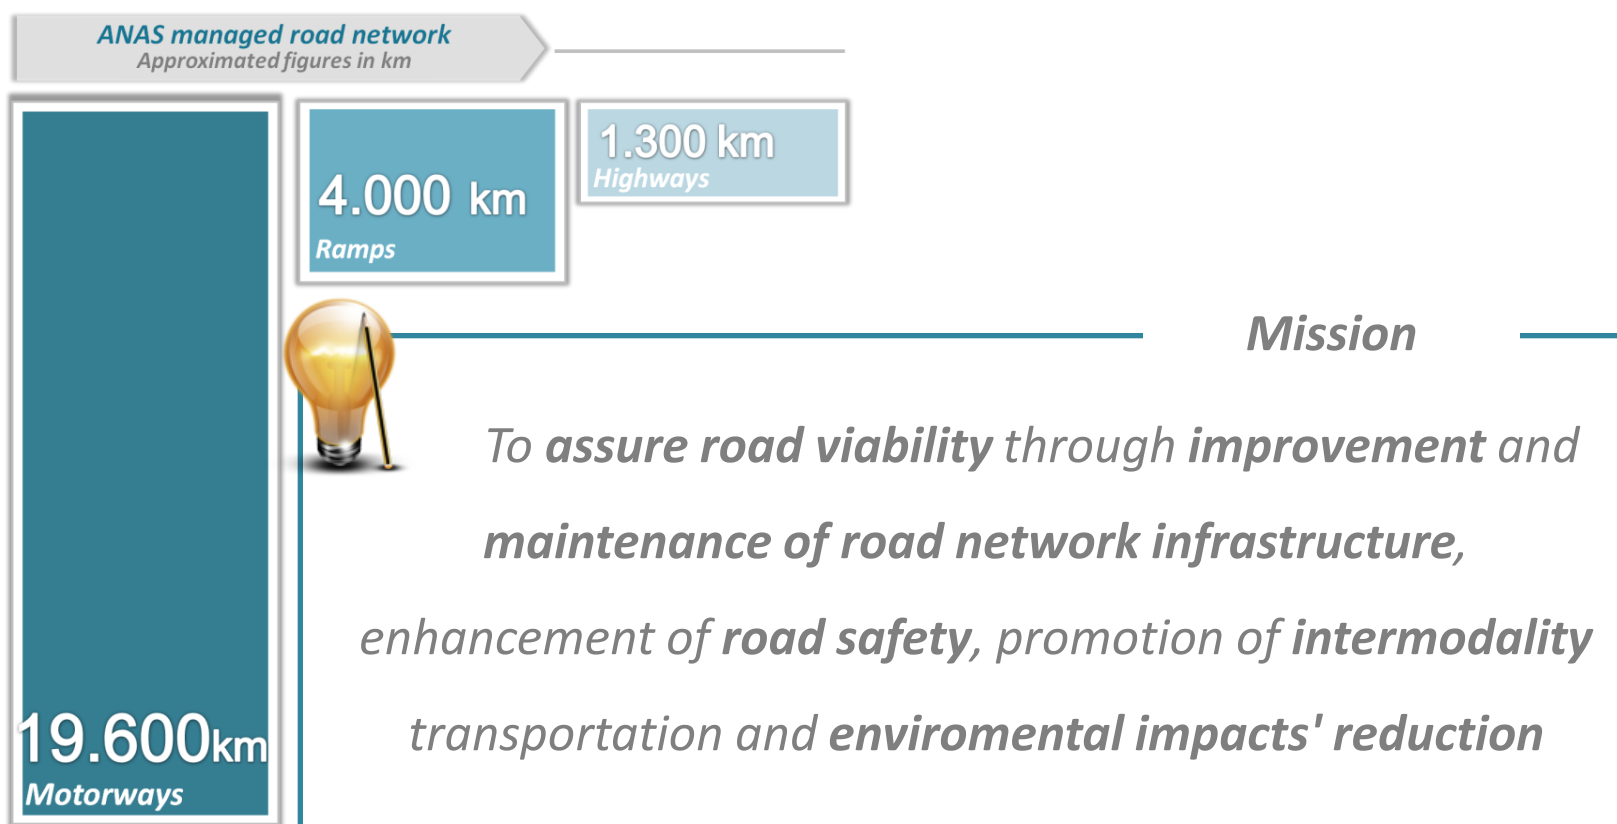 ANAS managed road network
Approximated figures in km
19.600km
Motorways
4.000 km
Ramps
1.300 km
Highways
Mission
To assure road viability through improvement and
maintenance of road network infrastructure,
enhancement of road safety, promotion of intermodality
transportation and enviromental impacts' reduction